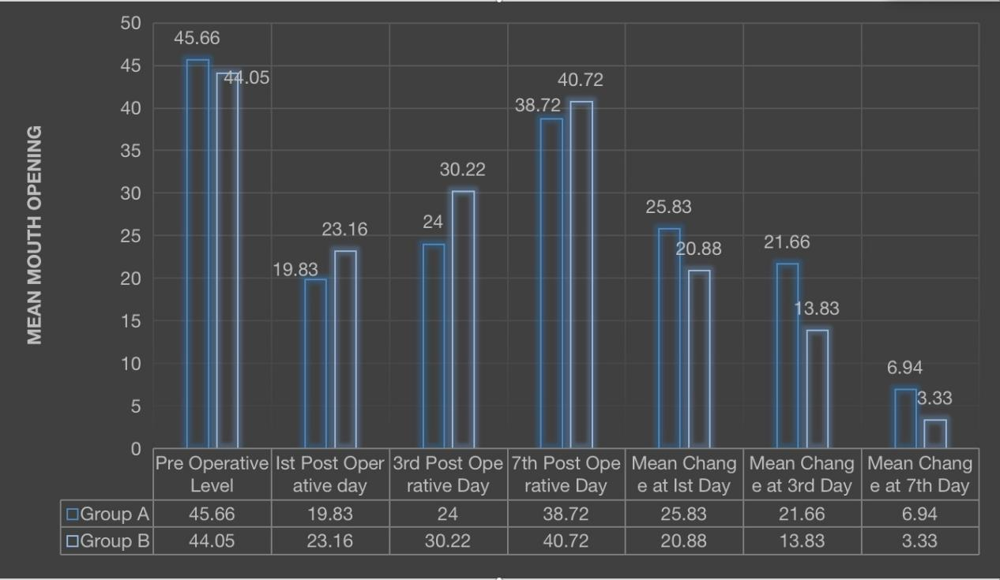 50
45
40
35
30
25
20
15
10
5
0
MEAN MOUTH OPENING
45.66
44.05
19.83
23.16
24
30.22
38.72
40.72
25.83
20.88
21.66
13.83
6.94
3.33
Pre Operative
Level
Ist Post Oper
ative day
3rd Post Ope
rative Day
7th Post Ope
rative Day
Mean Chang
e at Ist Day
Mean Chang
e at 3rd Day
Mean Chang
e at 7th Day
Group A 45.66 19.83 24 38.72 25.83 21.66 6.94
Group B 44.05 23.16 30.22 40.72 20.88 13.83 3.33